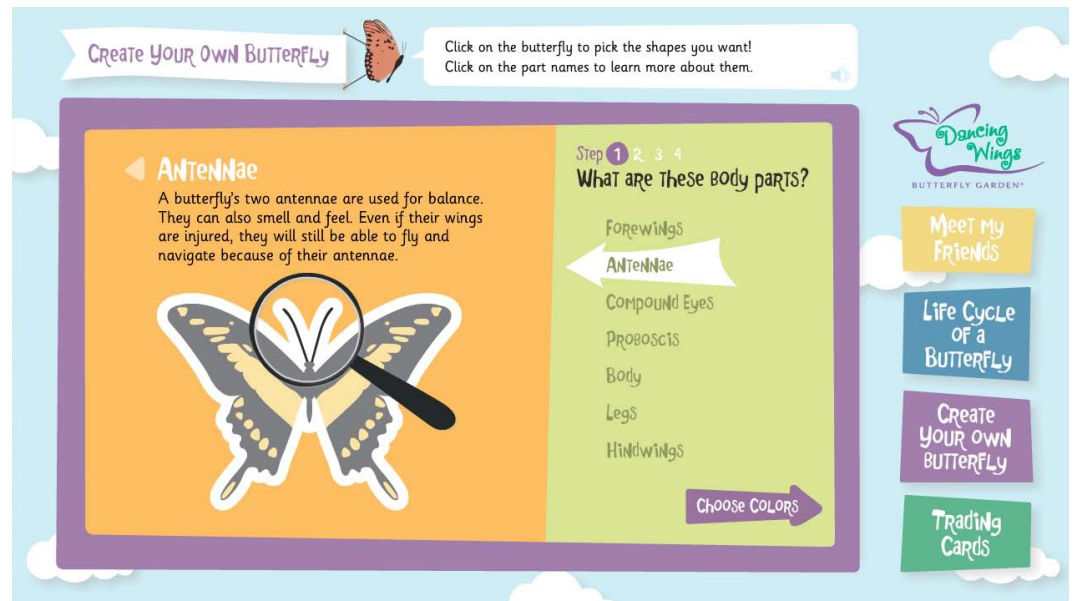 Create Your Own Butterfly
Click on the butterfly to pick the shapes you want!
Click on the part names to learn more about them.
Antennae
A butterfly's two antennae are used for balance.
They can also smell and feel. Even if their wings
are injured, they will still be able to fly and
navigate because of their antennae.
Step 1 2 3 4
What are these body parts?
Forewings
Antennae
Compound Eyes
Proboscis
Body
Legs
Hindwings
Choose Colors
Dancing
Wings
BUTTERFLY GARDEN®
Meet My
Friends
Life Cycle
of a
Butterfly
Create
Your Own
Butterfly
Trading
Cards